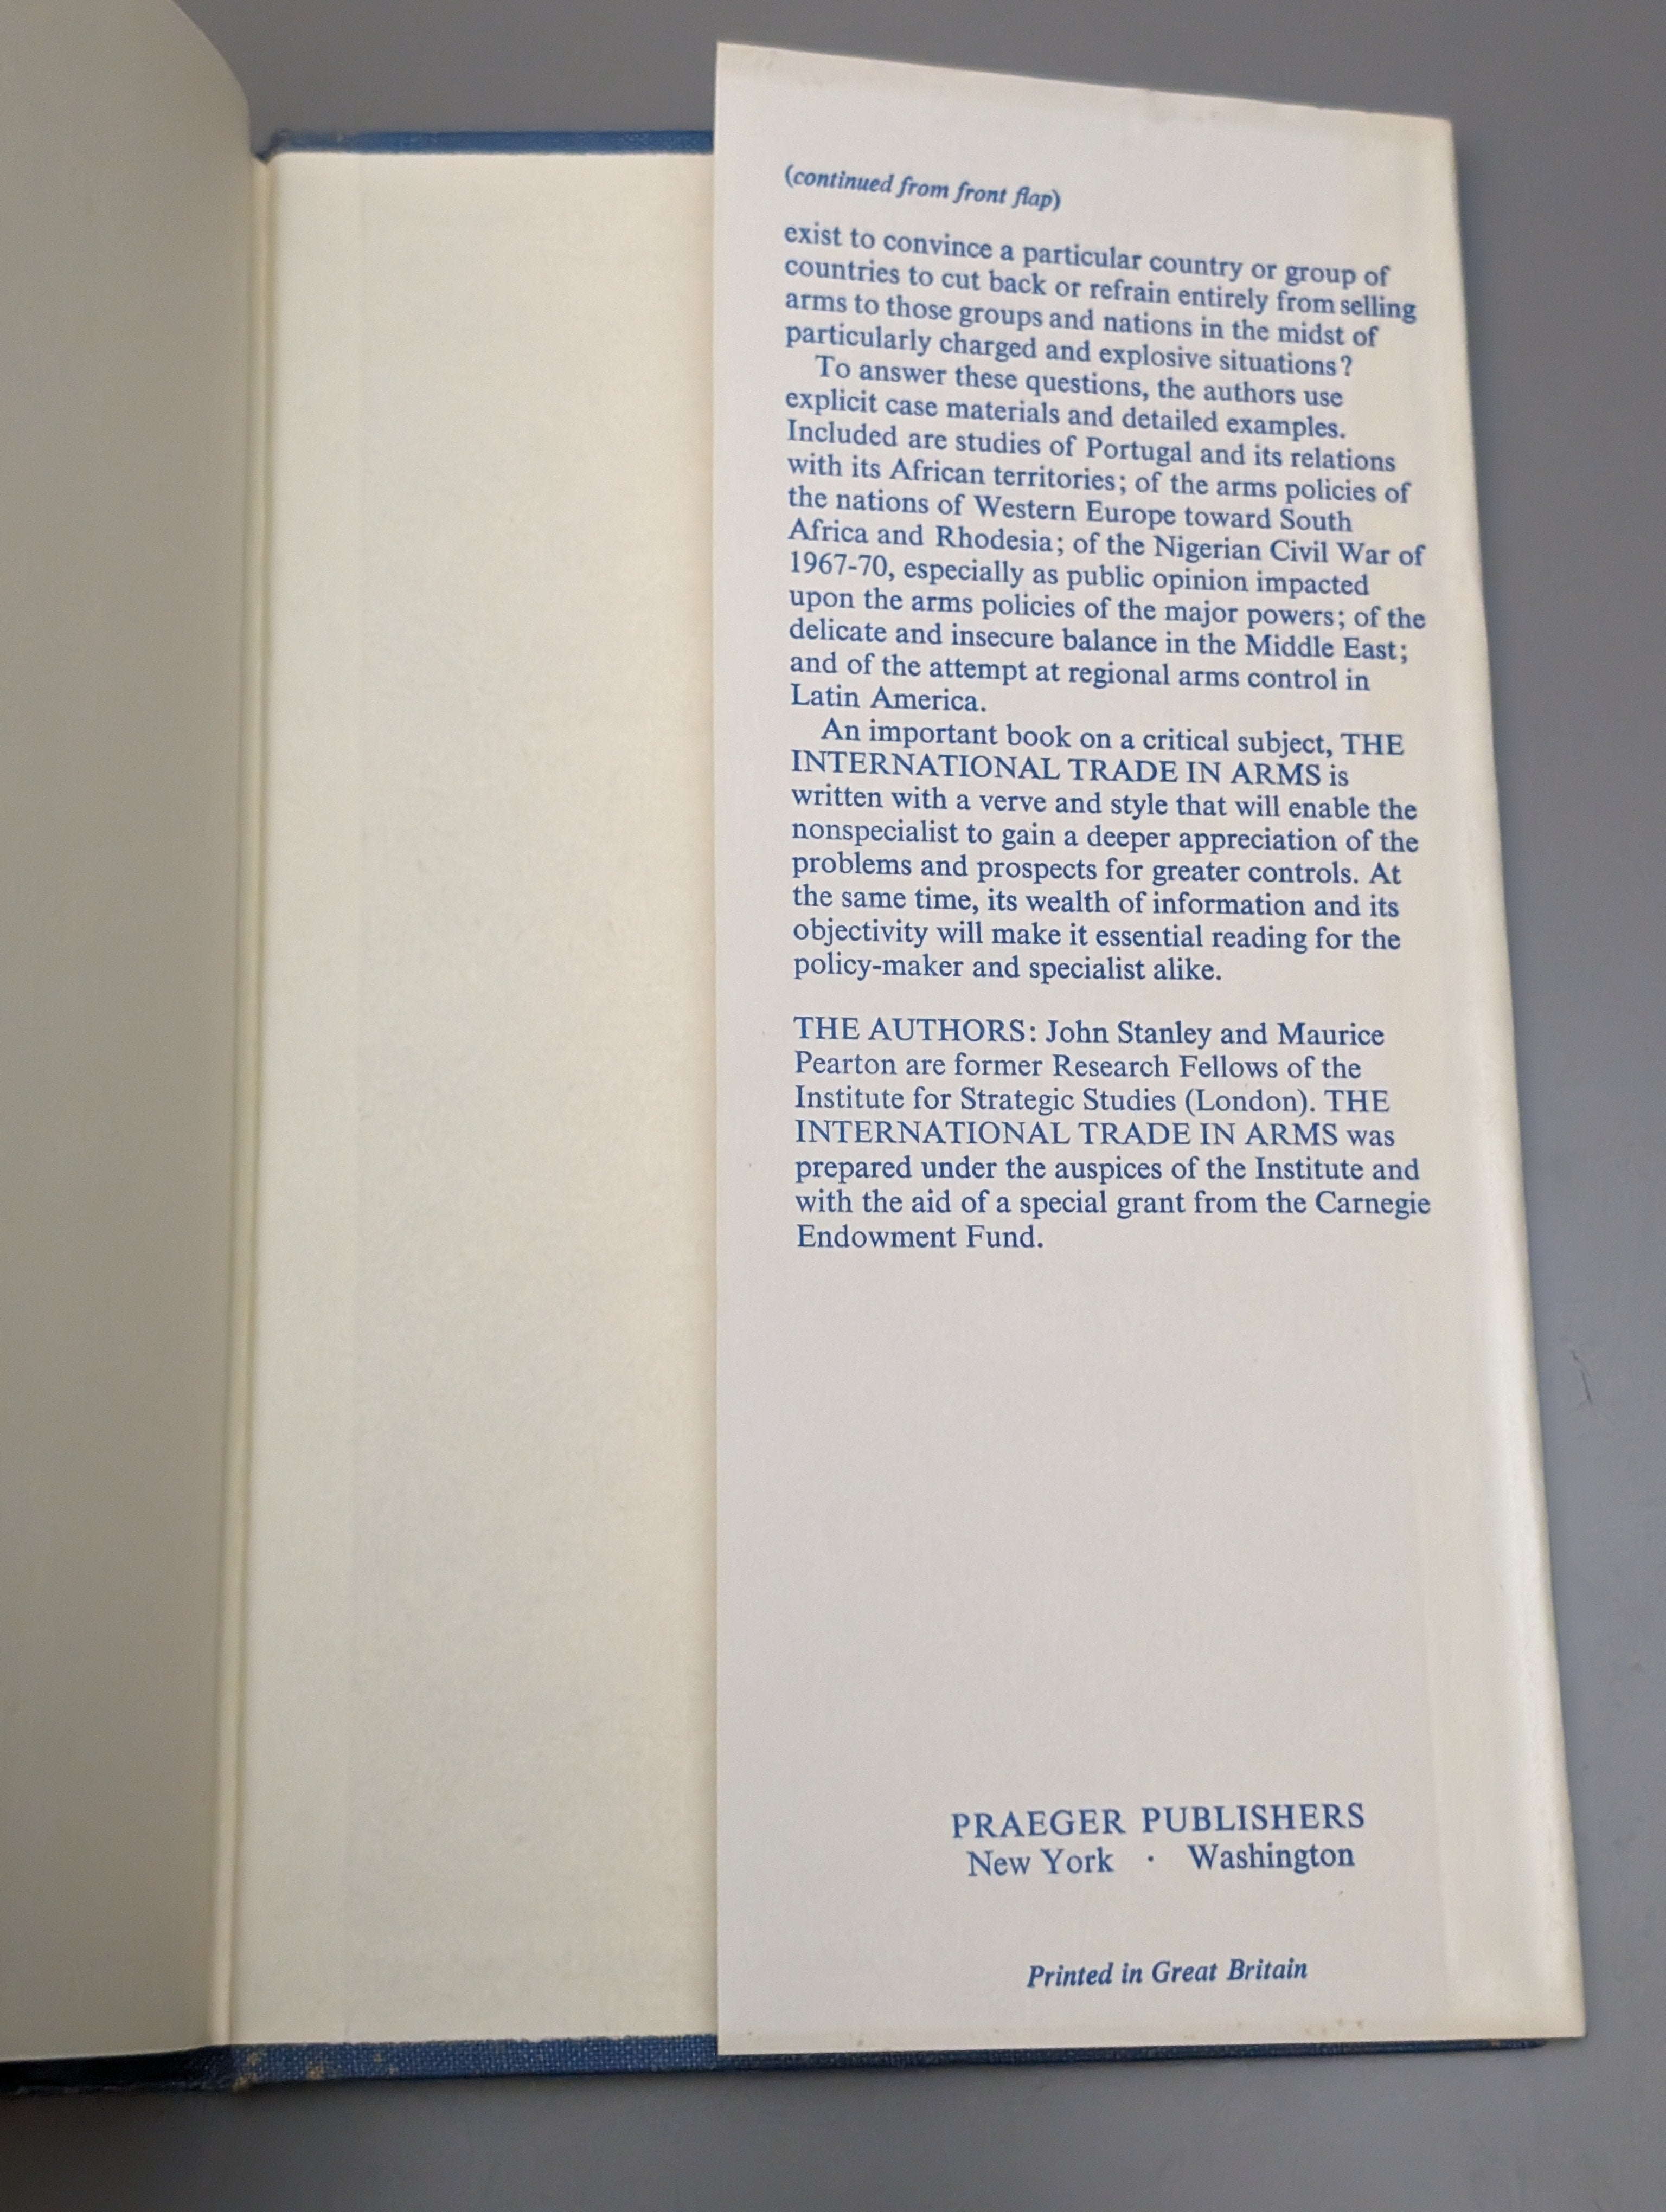 (continued from front flap)
exist to convince a particular country or group of
countries to cut back or refrain entirely from selling
arms to those groups and nations in the midst of
particularly charged and explosive situations?
To answer these questions, the authors use
explicit case materials and detailed examples.
Included are studies of Portugal and its relations
with its African territories; of the arms policies of
the nations of Western Europe toward South
Africa and Rhodesia; of the Nigerian Civil War of
1967-70, especially as public opinion impacted
upon the arms policies of the major powers; of the
delicate and insecure balance in the Middle East;
and of the attempt at regional arms control in
Latin America.
An important book on a critical subject, THE
INTERNATIONAL TRADE IN ARMS is
written with a verve and style that will enable the
nonspecialist to gain a deeper appreciation of the
problems and prospects for greater controls. At
the same time, its wealth of information and its
objectivity will make it essential reading for the
policy-maker and specialist alike.
THE AUTHORS: John Stanley and Maurice
Pearton are former Research Fellows of the
Institute for Strategic Studies (London). THE
INTERNATIONAL TRADE IN ARMS was
prepared under the auspices of the Institute and
with the aid of a special grant from the Carnegie
Endowment Fund.
PRAEGER PUBLISHERS
New York · Washington
Printed in Great Britain